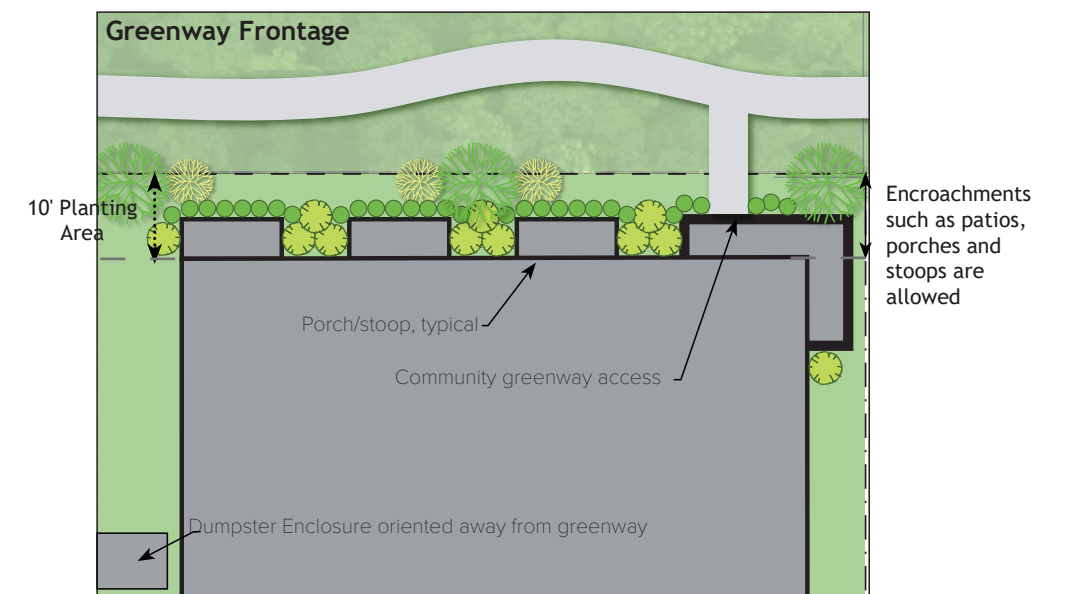 Greenway Frontage
10' Planting
Area
Encroachments
such as patios,
porches and
stoops are
allowed
Porch/stoop, typical
Community greenway access
Dumpster Enclosure oriented away from greenway